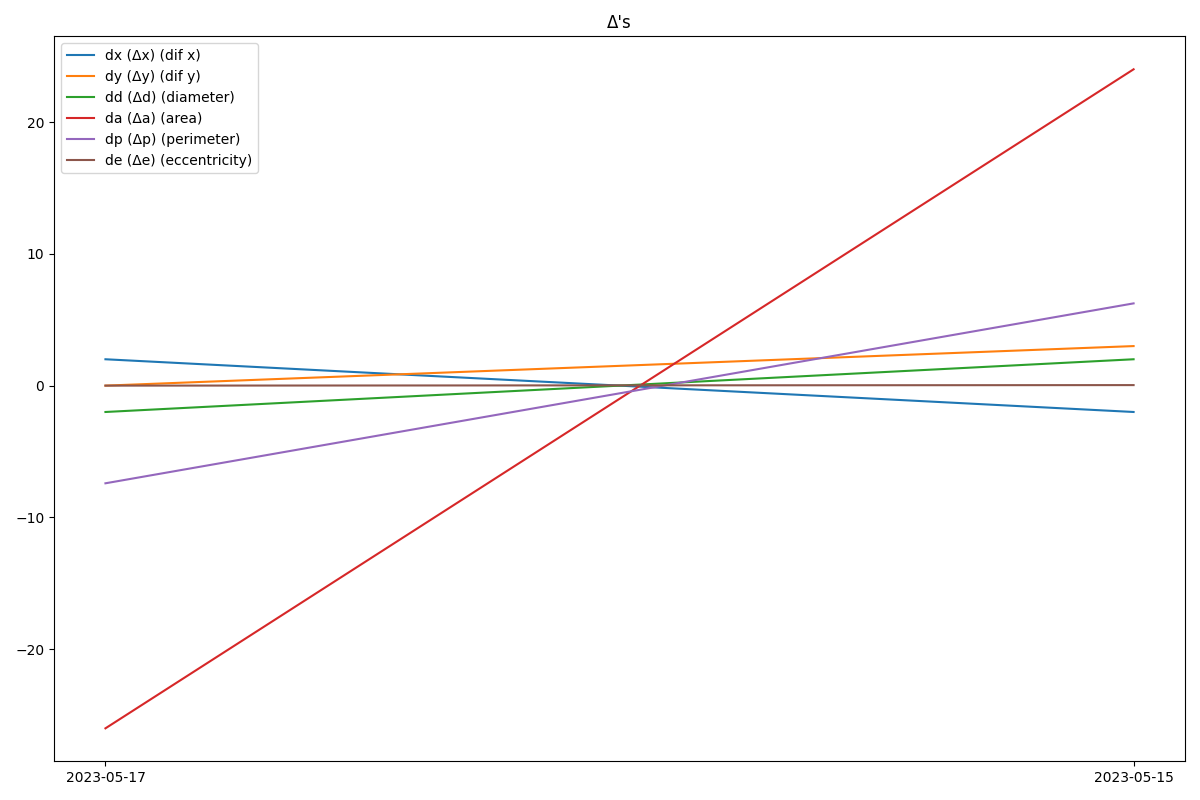 Δ's
dx (Δx) (dif x)
dy (Δy) (dif y)
dd (Δd) (diameter)
da (Δa) (area)
dp (Δp) (perimeter)
de (Δe) (eccentricity)
20
10
0
−10
−20
2023-05-17
2023-05-15